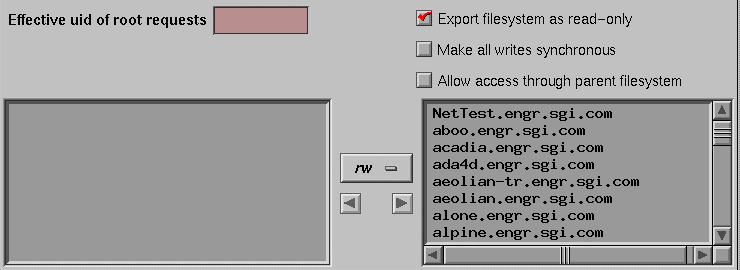 Effective uid of root requests
Export filesystem as read-only
Make all writes synchronous
Allow access through parent filesystem
rw
NetTest.engr.sgi.com
aboo.engr.sgi.com
acadia.engr.sgi.com
ada4d.engr.sgi.com
aeolian-tr.engr.sgi.com
aeolian.engr.sgi.com
alone.engr.sgi.com
alpine.engr.sgi.com